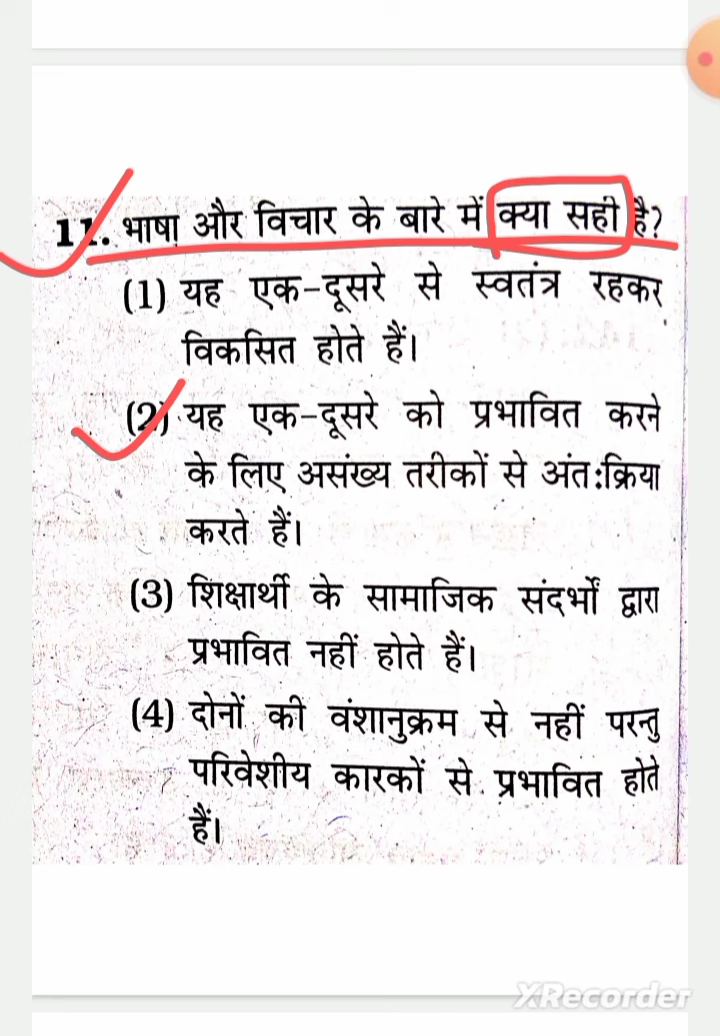 11. भाषा और विचार के बारे में क्या सही है?
(1) यह एक-दूसरे से स्वतंत्र रहकर
विकसित होते हैं।
(2) यह एक-दूसरे को प्रभावित करने
के लिए असंख्य तरीकों से अंत:क्रिया
करते हैं।
(3) शिक्षार्थी के सामाजिक संदर्भों द्वारा
प्रभावित नहीं होते हैं।
(4) दोनों की वंशानुक्रम से नहीं परन्तु
परिवेशीय कारकों से प्रभावित होते
हैं।
XRecorder